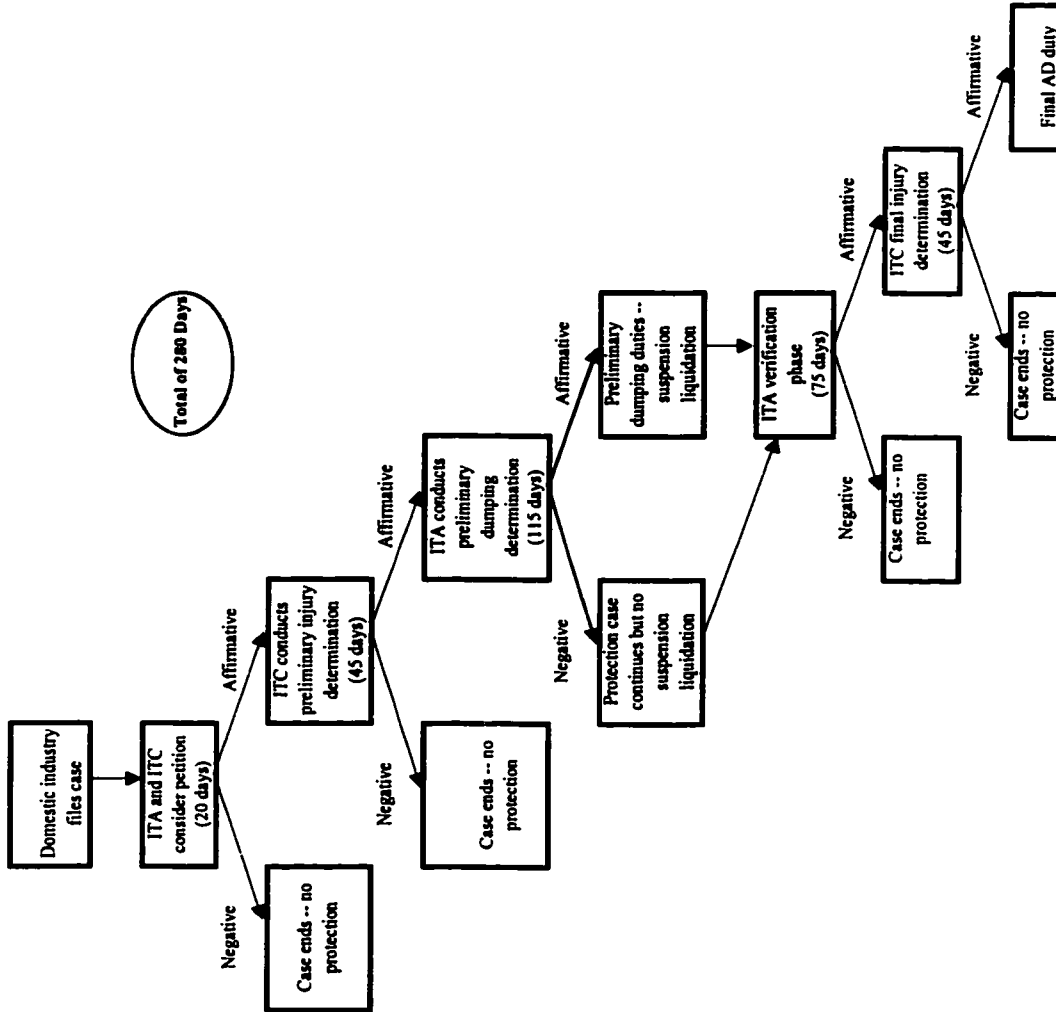 Domestic industry
files case
Total of 280 Days
ITA and ITC
consider petition
(20 days)
Negative
Affirmative
Case ends -- no
protection
ITC conducts
preliminary injury
determination
(45 days)
Negative
Affirmative
Case ends -- no
protection
ITA conducts
preliminary
dumping
determination
(115 days)
Negative
Affirmative
Protection case
continues but no
suspension
liquidation
Preliminary
dumping duties --
suspension
liquidation
ITA verification
phase
(75 days)
Negative
Affirmative
Case ends -- no
protection
ITC final injury
determination
(45 days)
Negative
Affirmative
Case ends -- no
protection
Final AD duty